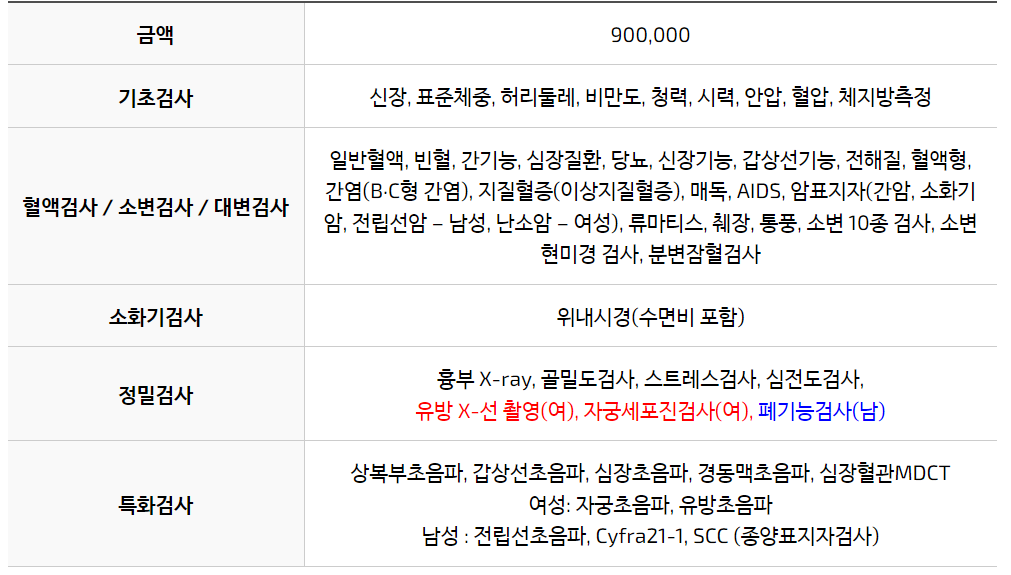 금액
900,000
기초검사
신장, 표준체중, 허리둘레, 비만도, 청력, 시력, 안압, 혈압, 체지방측정
혈액검사 / 소변검사 / 대변검사
일반혈액, 빈혈, 간기능, 심장질환, 당뇨, 신장기능, 갑상선기능, 전해질, 혈액형,
간염(B·C형 간염), 지질혈증(이상지질혈증), 매독, AIDS, 암표지자(간암, 소화기
암, 전립선암 – 남성, 난소암 – 여성), 류마티스, 췌장, 통풍, 소변 10종 검사, 소변
현미경 검사, 분변잠혈검사
소화기검사
위내시경(수면비 포함)
정밀검사
흉부 X-ray, 골밀도검사, 스트레스검사, 심전도검사,
유방 X-선 촬영(여), 자궁세포진검사(여), 폐기능검사(남)
특화검사
상복부초음파, 갑상선초음파, 심장초음파, 경동맥초음파, 심장혈관MDCT
여성: 자궁초음파, 유방초음파
남성 : 전립선초음파, Cyfra21-1, SCC (종양표지자검사)